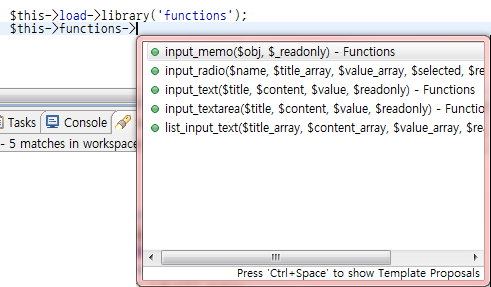 $this->load->library('functions');
$this->functions->
input_memo($obj, $_readonly) - Functions
input_radio($name, $title_array, $value_array, $selected, $re
input_text($title, $content, $value, $readonly) - Functions
input_textarea($title, $content, $value, $readonly) - Functio
list_input_text($title_array, $content_array, $value_array, $rea
Tasks Console
- 5 matches in workspace
Press 'Ctrl+Space' to show Template Proposals